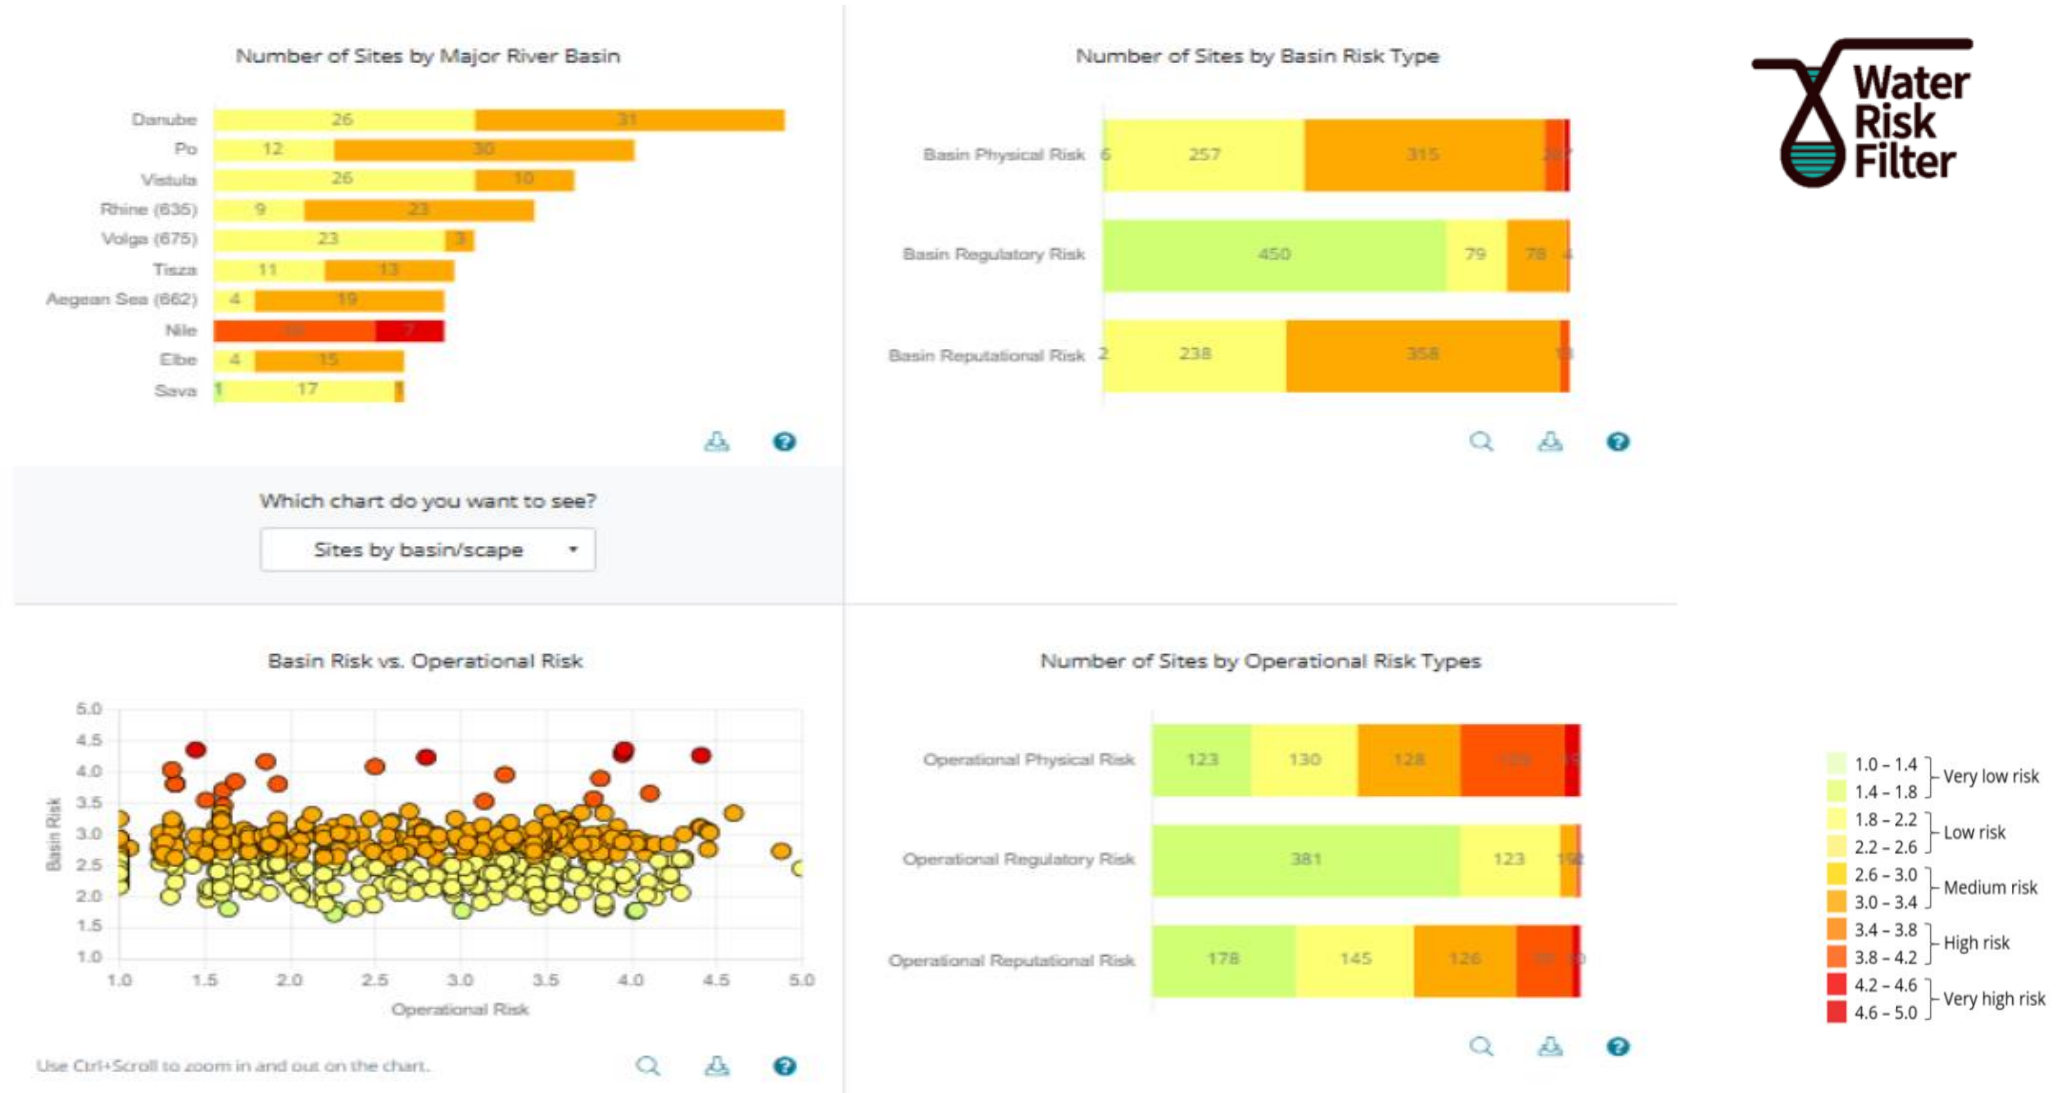 Number of Sites by Major River Basin
Danube 26 31
Po 12 30
Vistula 26 10
Rhine (635) 9 23
Volga (675) 23 3
Tisza 11 13
Aegean Sea (662) 4 19
Nile 7
Elbe 4 15
Sava 1 17 1
Which chart do you want to see?
Sites by basin/scape
Number of Sites by Basin Risk Type
Basin Physical Risk 6 257 315
Basin Regulatory Risk 450 79 78 4
Basin Reputational Risk 2 238 358 13
Water
Risk
Filter
Basin Risk vs. Operational Risk
5.0
4.5
4.0
3.5
3.0
2.5
2.0
1.5
1.0
Basin Risk
1.0 1.5 2.0 2.5 3.0 3.5 4.0 4.5 5.0
Operational Risk
Use Ctrl+Scroll to zoom in and out on the chart.
Number of Sites by Operational Risk Types
Operational Physical Risk 123 130 128
Operational Regulatory Risk 381 123
Operational Reputational Risk 178 145 126
1.0 – 1.4
Very low risk
1.4 – 1.8
1.8 – 2.2
Low risk
2.2 – 2.6
2.6 – 3.0
Medium risk
3.0 – 3.4
3.4 – 3.8
High risk
3.8 – 4.2
4.2 – 4.6
Very high risk
4.6 – 5.0